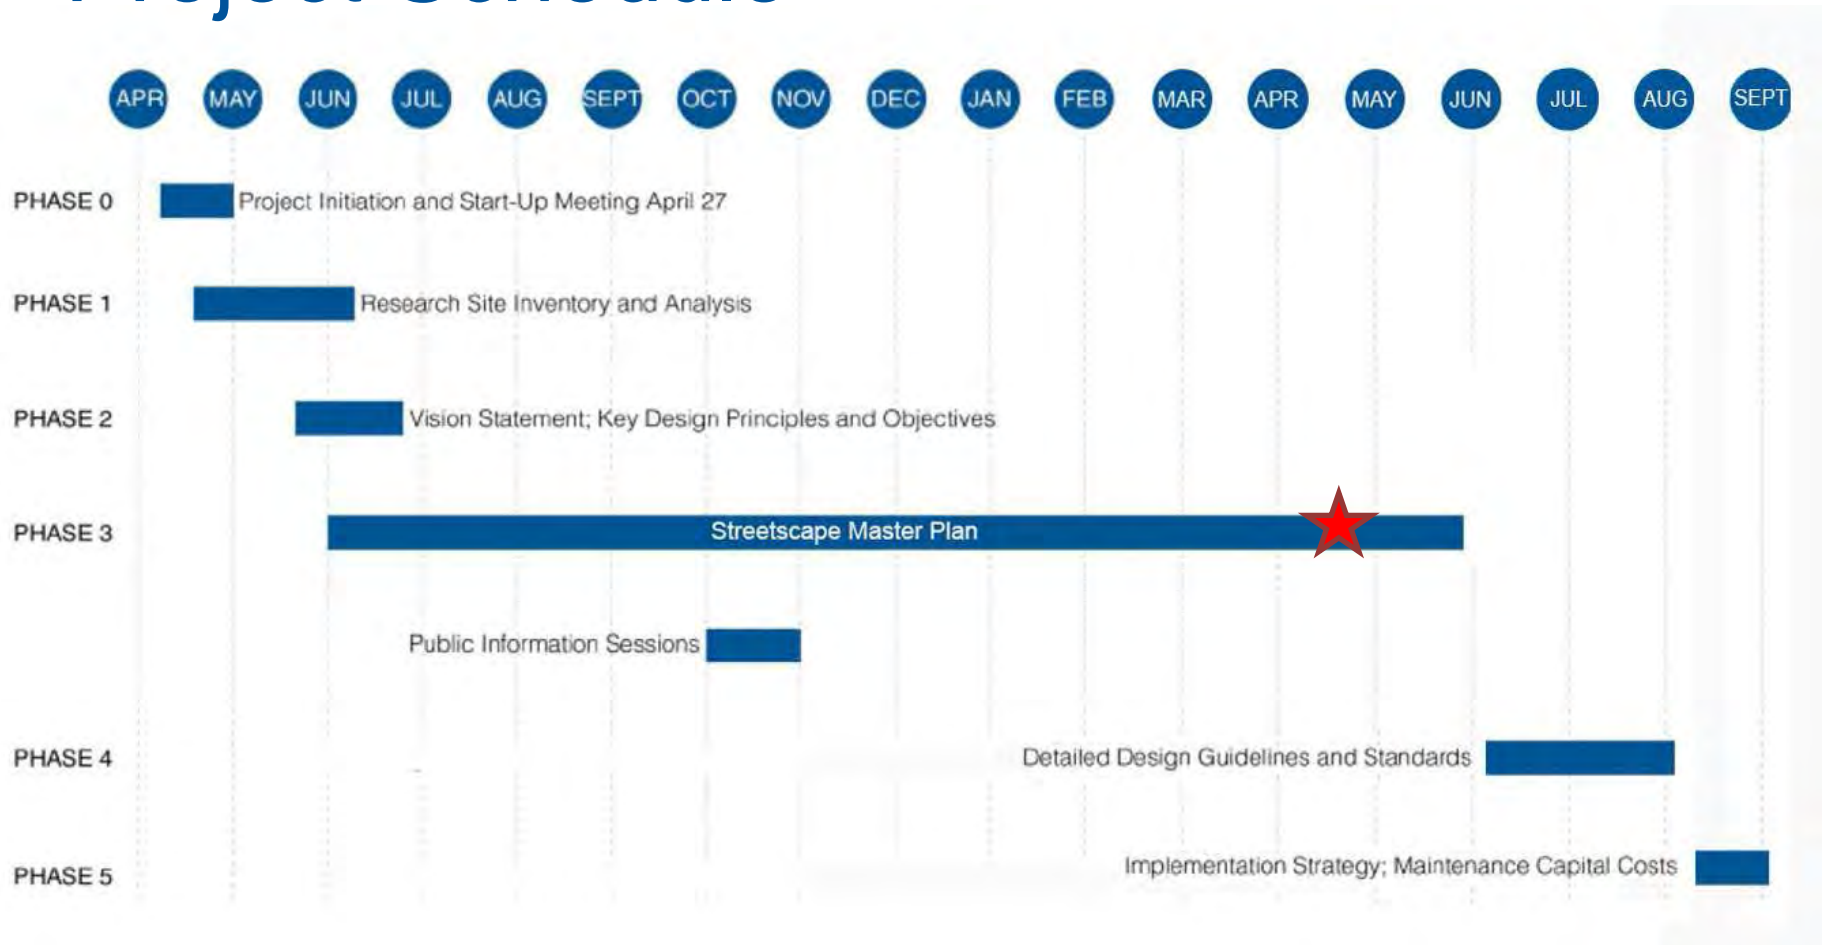 Project Schedule
APR MAY JUN JUL AUG SEPT OCT NOV DEC JAN FEB MAR APR MAY JUN JUL AUG SEPT
PHASE 0 Project Initiation and Start-Up Meeting April 27
PHASE 1 Research Site Inventory and Analysis
PHASE 2 Vision Statement; Key Design Principles and Objectives
PHASE 3 Streetscape Master Plan
Public Information Sessions
PHASE 4 Detailed Design Guidelines and Standards
PHASE 5 Implementation Strategy; Maintenance Capital Costs